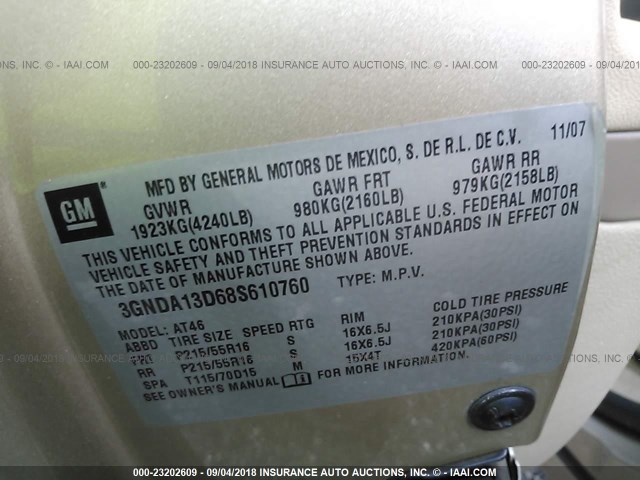 000-23202609 - 09/04/2018 INSURANCE AUTO AUCTIONS, INC. © - IAAI.COM
GM
MFD BY GENERAL MOTORS DE MEXICO, S. DE R.L. DE C.V. 11/07
GVWR GAWR FRT GAWR RR
1923KG(4240LB) 980KG(2160LB) 979KG(2158LB)
THIS VEHICLE CONFORMS TO ALL APPLICABLE U.S. FEDERAL MOTOR
VEHICLE SAFETY AND THEFT PREVENTION STANDARDS IN EFFECT ON
THE DATE OF MANUFACTURE SHOWN ABOVE.
3GNDA13D68S610760 TYPE: M.P.V.
MODEL: AT46
ABBD TIRE SIZE SPEED RTG RIM COLD TIRE PRESSURE
P215/55R16 S 16X6.5J 210KPA(30PSI)
RR P215/55R16 S 16X6.5J 210KPA(30PSI)
SPA T115/70D15 M 15X4T 420KPA(60PSI)
SEE OWNER'S MANUAL FOR MORE INFORMATION.
000-23202609 - 09/04/2018 INSURANCE AUTO AUCTIONS, INC. © - IAAI.COM
000-23202609 - 09/04/2018 INSURANCE AUTO AUCTIONS, INC. © - IAAI.COM